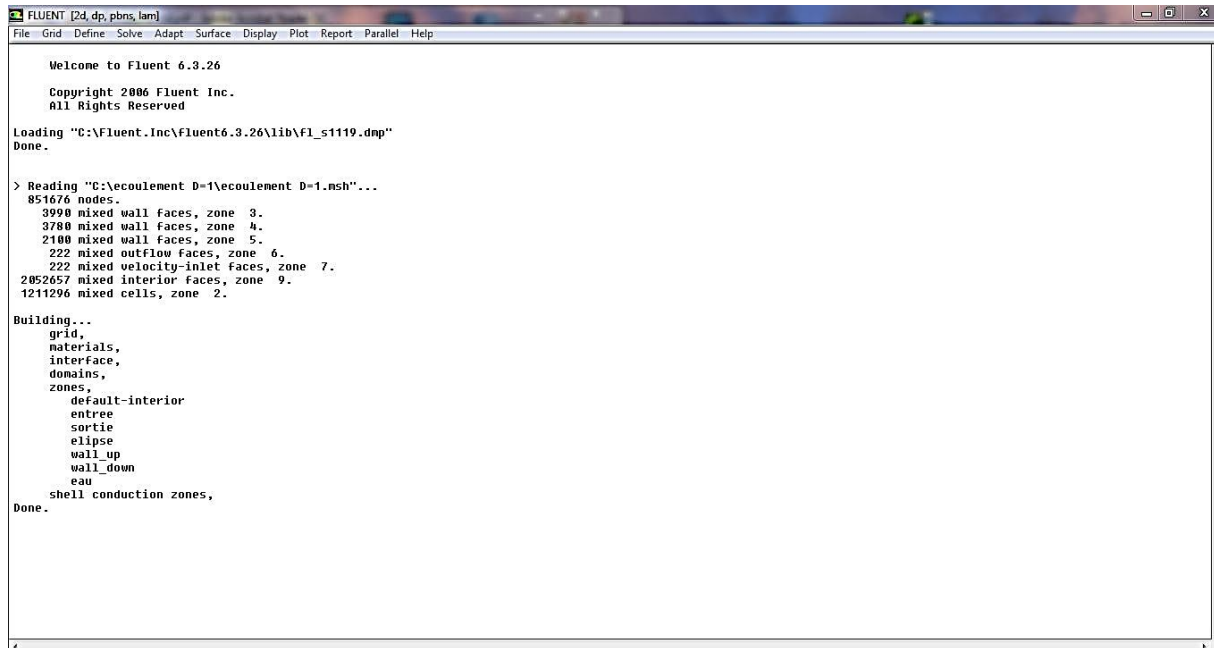 FLUENT [2d, dp, pbns, lam]
File Grid Define Solve Adapt Surface Display Plot Report Parallel Help
Welcome to Fluent 6.3.26
Copyright 2006 Fluent Inc.
All Rights Reserved
Loading "C:\Fluent.Inc\fluent6.3.26\lib\fl_s1119.dmp"
Done.
> Reading "C:\ecoulement D=1\ecoulement D=1.msh"...
851676 nodes.
3990 mixed wall faces, zone 3.
3780 mixed wall faces, zone 4.
2100 mixed wall faces, zone 5.
222 mixed outflow faces, zone 6.
222 mixed velocity-inlet faces, zone 7.
2052657 mixed interior faces, zone 9.
1211296 mixed cells, zone 2.
Building...
grid,
materials,
interface,
domains,
zones,
default-interior
entree
sortie
elipse
wall_up
wall_down
eau
shell conduction zones,
Done.